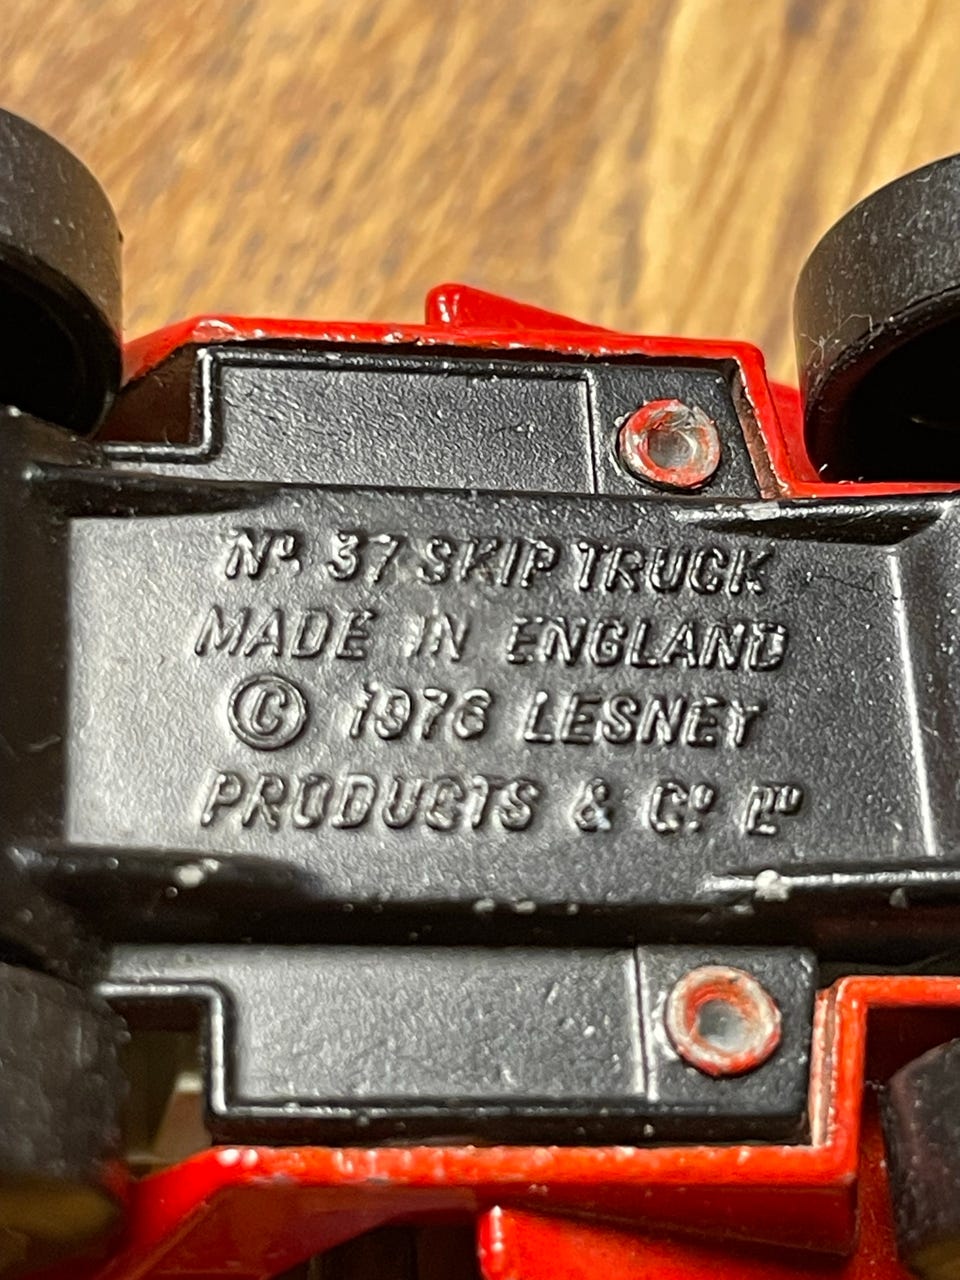 Nº 37 SKIP TRUCK
MADE IN ENGLAND
© 1976 LESNEY
PRODUCTS & Cº Lᴰ